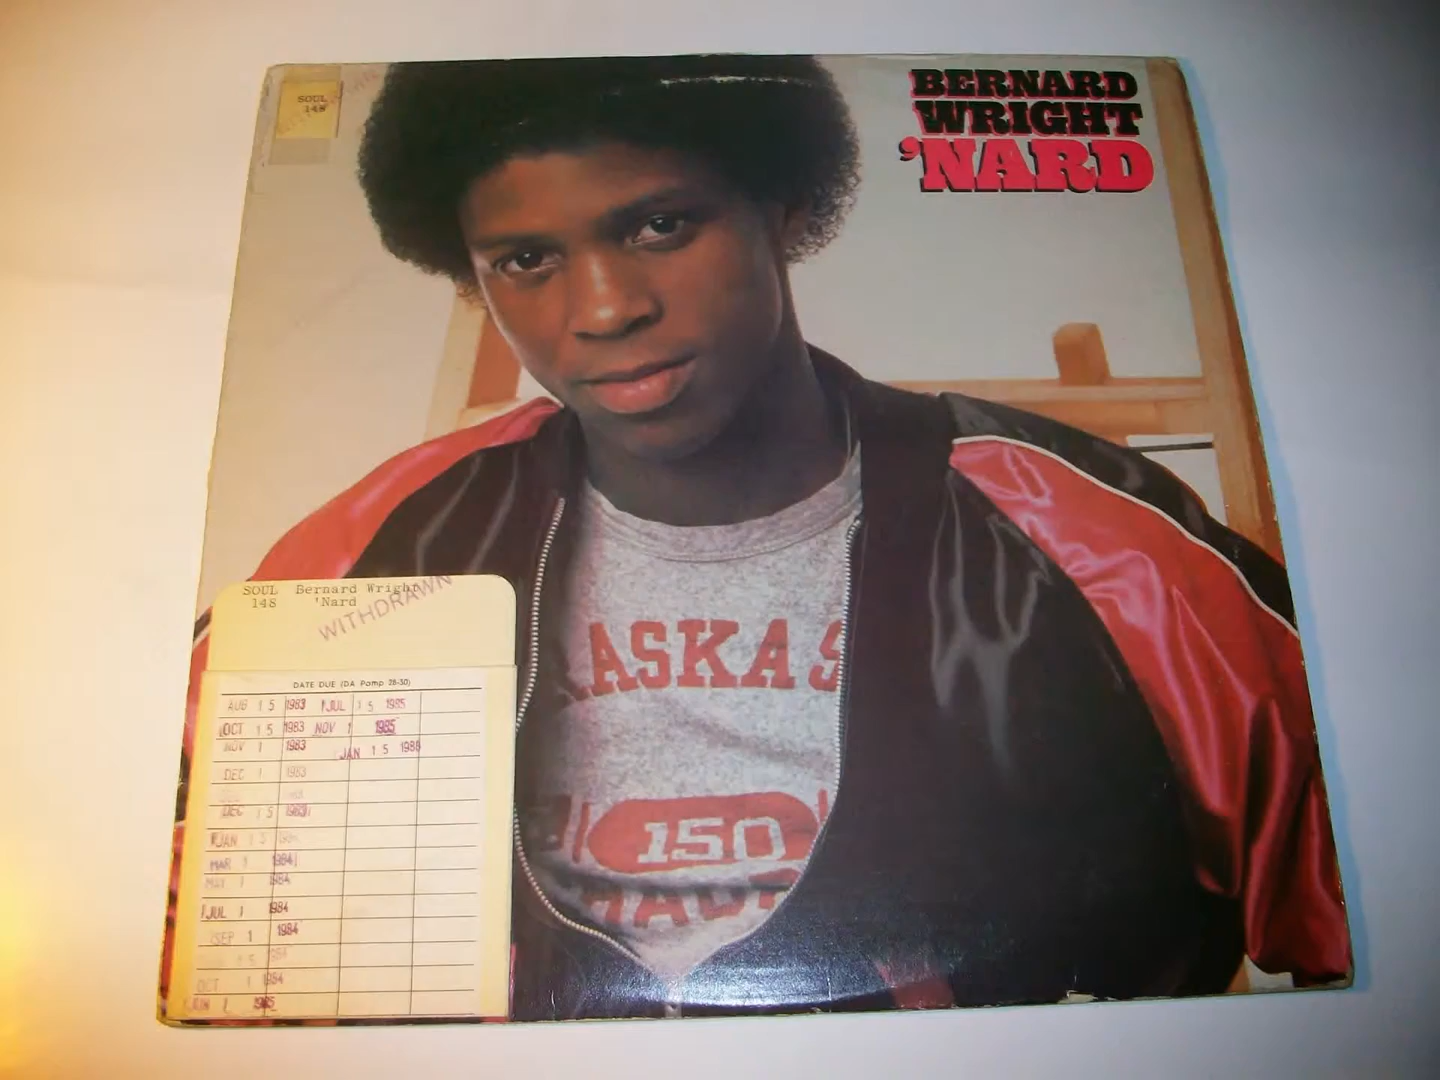 SOUL
148
BERNARD
WRIGHT
'NARD
ASKA S
150
SOUL Bernard Wright
148 'Nard
WITHDRAWN
DATE DUE (DA Pomp 28-30)
AUG 15 1983 JUL 15 1985
OCT 15 1983 NOV 1 1985
NOV 1 1983 JAN 15 1986
DEC 1 1983
DEC 15 1983
JAN 15
MAR 1 1984
MAY 1 1984
JUL 1 1984
SEP 1 1984
OCT 1 1984
JUN 1 1985